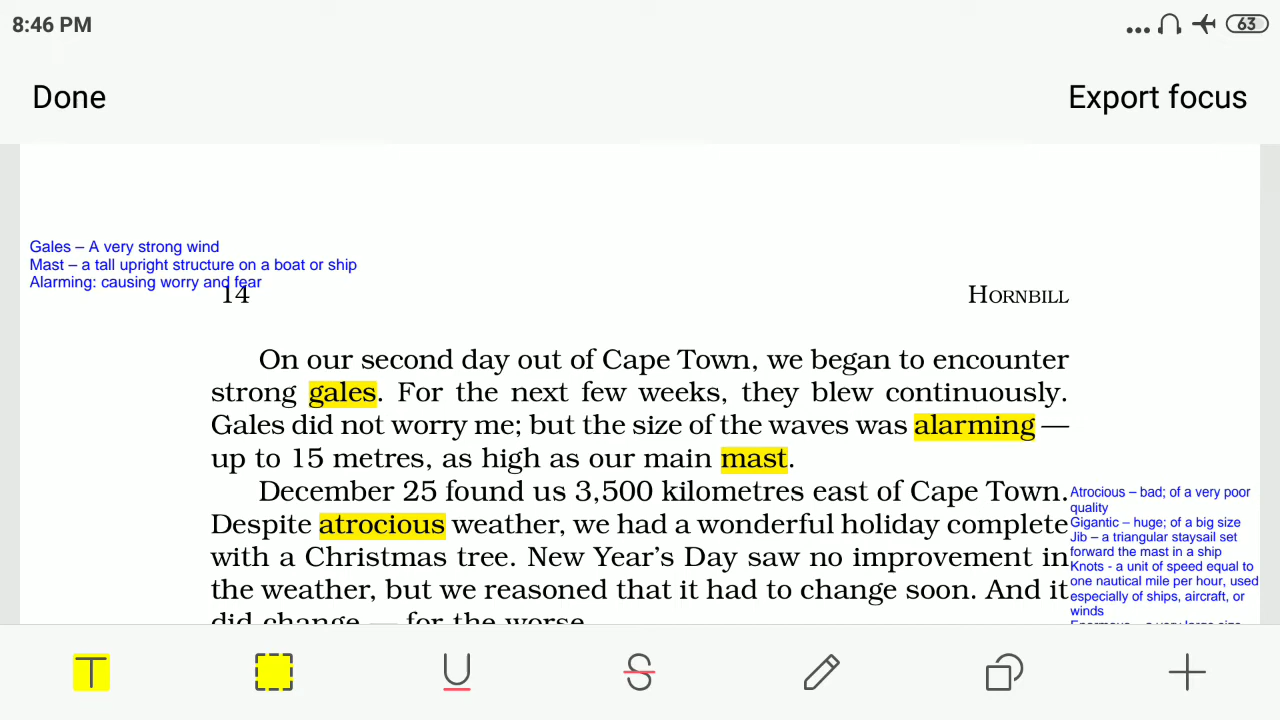 8:46 PM
63
Done
Export focus
Gales – A very strong wind
Mast – a tall upright structure on a boat or ship
Alarming: causing worry and fear
14
HORNBILL
On our second day out of Cape Town, we began to encounter
strong gales. For the next few weeks, they blew continuously.
Gales did not worry me; but the size of the waves was alarming —
up to 15 metres, as high as our main mast.
December 25 found us 3,500 kilometres east of Cape Town.
Despite atrocious weather, we had a wonderful holiday complete
with a Christmas tree. New Year's Day saw no improvement in
the weather, but we reasoned that it had to change soon. And it
did change — for the worse.
Atrocious – bad; of a very poor
quality
Gigantic – huge; of a big size
Jib – a triangular staysail set
forward the mast in a ship
Knots - a unit of speed equal to
one nautical mile per hour, used
especially of ships, aircraft, or
winds
Enormous – a very large size
T
U
S